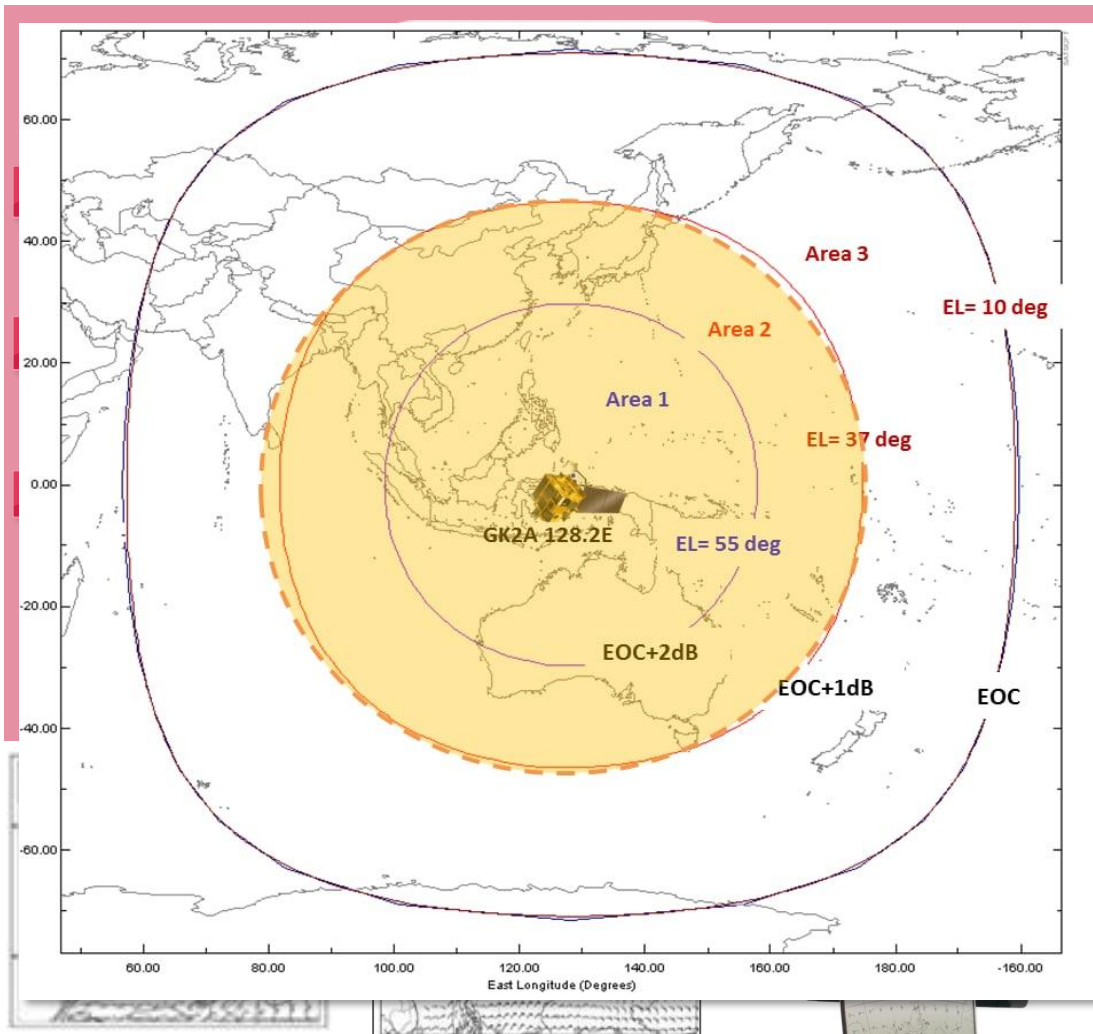 60.00
40.00
20.00
0.00
-20.00
-40.00
-60.00
Area 3
EL= 10 deg
Area 2
Area 1
EL= 37 deg
GK2A 128.2E
EL= 55 deg
EOC+2dB
EOC+1dB
EOC
60.00
80.00
100.00
120.00
140.00
160.00
180.00
-160.00
East Longitude (Degrees)